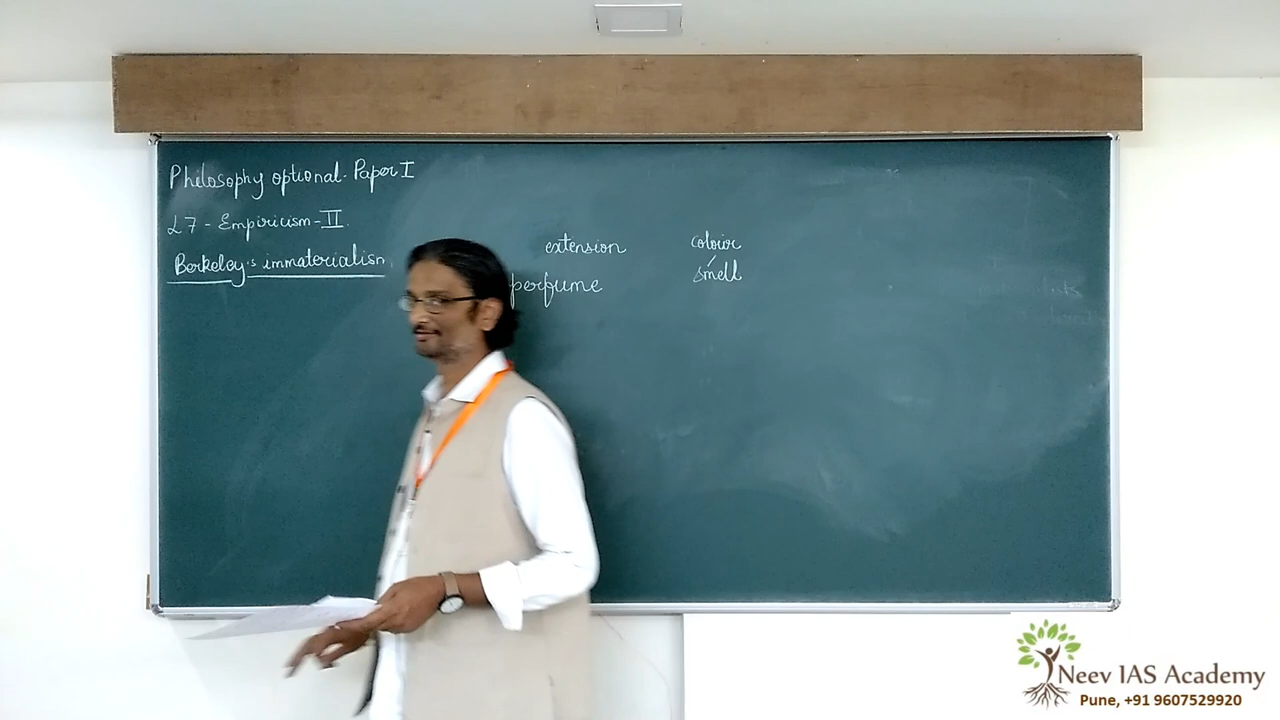 Philosophy optional - Paper I
L7 - Empiricism - II
Berkeley's immaterialism
extension colour
perfume smell
Neev IAS Academy
Pune, +91 9607529920